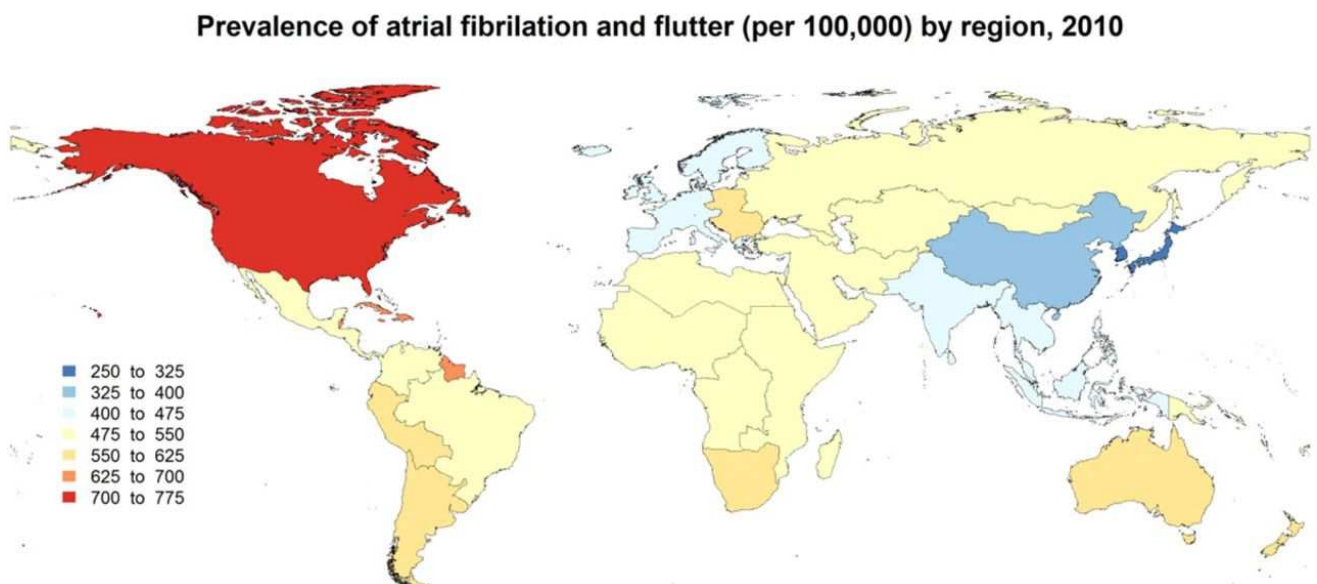 Prevalence of atrial fibrilation and flutter (per 100,000) by region, 2010
250 to 325
325 to 400
400 to 475
475 to 550
550 to 625
625 to 700
700 to 775